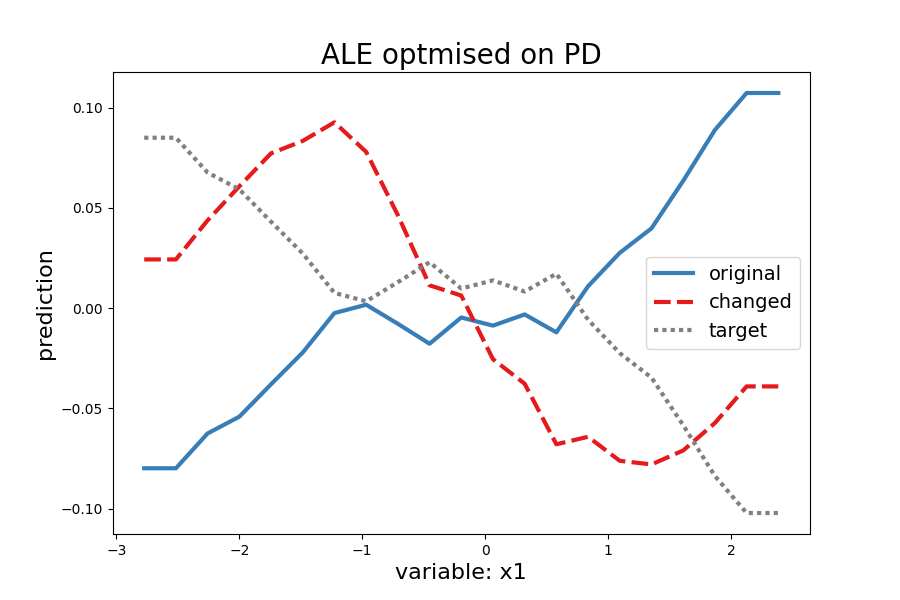 ALE optmised on PD
0.10
0.05
0.00
−0.05
−0.10
prediction
original
changed
target
−3
−2
−1
0
1
2
variable: x1